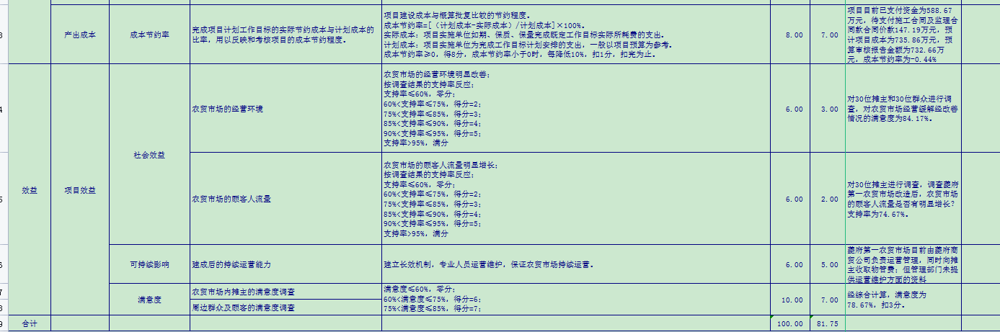 3
产出成本
成本节约率
完成项目计划工作目标的实际节约成本与计划成本的
比率，用以反映和考核项目的成本节约程度。
项目建设成本与概算批复比较的节约程度。
成本节约率=[（计划成本-实际成本）/计划成本]×100%。
实际成本：项目实施单位如期、保质、保量完成既定工作目标实际所耗费的支出。
计划成本：项目实施单位为完成工作目标计划安排的支出，一般以项目预算为参考。
成本节约率≥0，得8分，成本节约率小于0时，每降低10%，扣1分，扣完为止。
8.00
7.00
项目目前已支付资金为588.67
万元，待支付施工合同及监理合
同款合同价款147.19万元，预
计项目成本为735.86万元，预
算审核报告金额为732.66万
元，成本节约率为-0.44%
4
效益
项目效益
社会效益
农贸市场的经营环境
农贸市场的经营环境明显改善；
按调查结果的支持率反应；
支持率≤60%，零分；
60%<支持率≤75%，得分=2；
75%<支持率≤85%，得分=3；
85%<支持率≤90%，得分=4；
90%<支持率≤95%，得分=5；
支持率>95%，满分
6.00
3.00
对30位摊主和30位群众进行调
查，对农贸市场经营缓解经改善
情况的满意度为84.17%。
5
农贸市场的顾客人流量
农贸市场的顾客人流量明显增长；
按调查结果的支持率反应；
支持率≤60%，零分；
60%<支持率≤75%，得分=2；
75%<支持率≤85%，得分=3；
85%<支持率≤90%，得分=4；
90%<支持率≤95%，得分=5；
支持率>95%，满分
6.00
2.00
对30位摊主进行调查，调查夔府
第一农贸市场改造后，农贸市场
的顾客人流量是否有明显增长？
支持率为74.67%。
6
可持续影响
建成后的持续运营能力
建立长效机制，专业人员运营维护，保证农贸市场持续运营。
6.00
5.00
夔府第一农贸市场目前由夔府商
贸公司负责运营管理，同时向摊
主收取物管费；但管理部门未提
供运营维护方面的资料
7
满意度
农贸市场内摊主的满意度调查
满意度≤60%，零分；
60%<满意度≤75%，得分=6；
75%<满意度≤85%，得分=7；
10.00
7.00
经综合计算，满意度为
78.67%，扣3分。
8
周边群众及顾客的满意度调查
9
合计
100.00
81.75